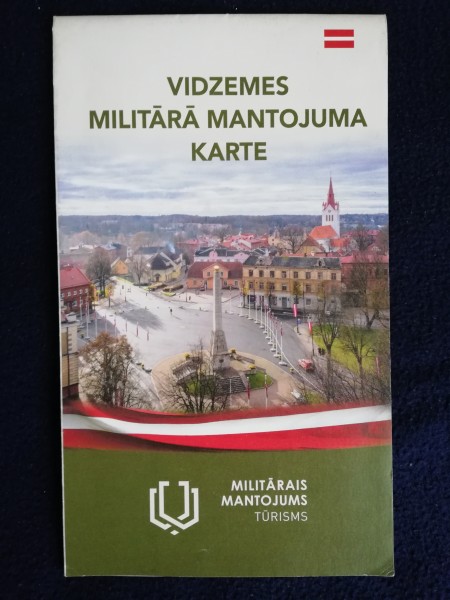 VIDZEMES
MILITĀRĀ MANTOJUMA
KARTE
MILITĀRAIS
MANTOJUMS
TŪRISMS